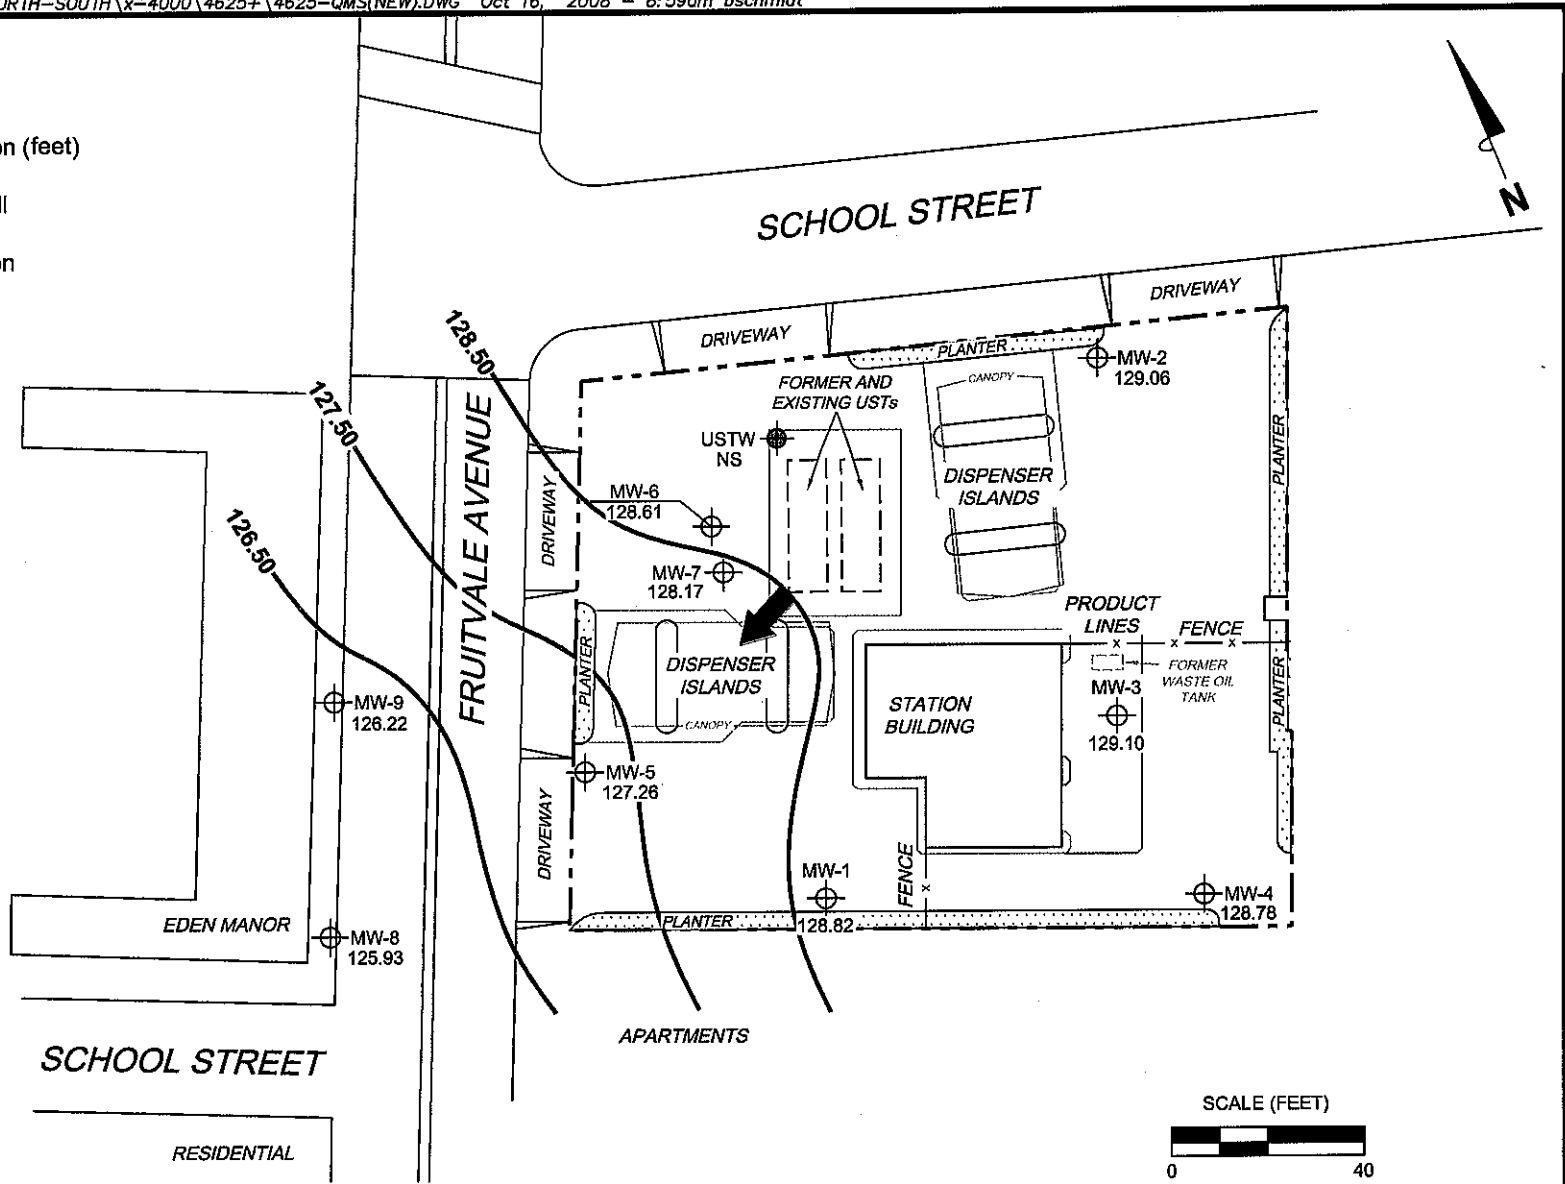 ORTH-SOUTH\x-4000\4625+\4625-QMS(NEW).DWG Oct 16, 2008 - 8:59am bschmidt
on (feet)
ll
on
N
SCHOOL STREET
DRIVEWAY
DRIVEWAY
PLANTER
MW-2
129.06
128.50
127.50
126.50
FORMER AND
EXISTING USTs
CANOPY
USTW
NS
DISPENSER
ISLANDS
PLANTER
FRUITVALE AVENUE
DRIVEWAY
MW-6
128.61
MW-7
128.17
PRODUCT
LINES
FENCE
x x x
FORMER
WASTE OIL
TANK
PLANTER
PLANTER
DISPENSER
ISLANDS
CANOPY
STATION
BUILDING
MW-3
129.10
MW-9
126.22
MW-5
127.26
DRIVEWAY
FENCE
x
MW-1
128.82
MW-4
128.78
PLANTER
EDEN MANOR
MW-8
125.93
APARTMENTS
SCHOOL STREET
RESIDENTIAL
SCALE (FEET)
0 40